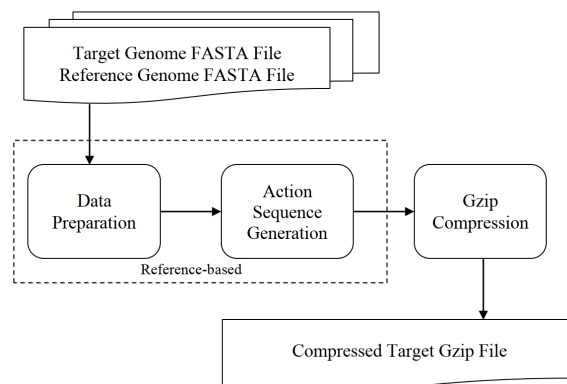 Target Genome FASTA File
Reference Genome FASTA File
Data
Preparation
Action
Sequence
Generation
Gzip
Compression
Reference-based
Compressed Target Gzip File